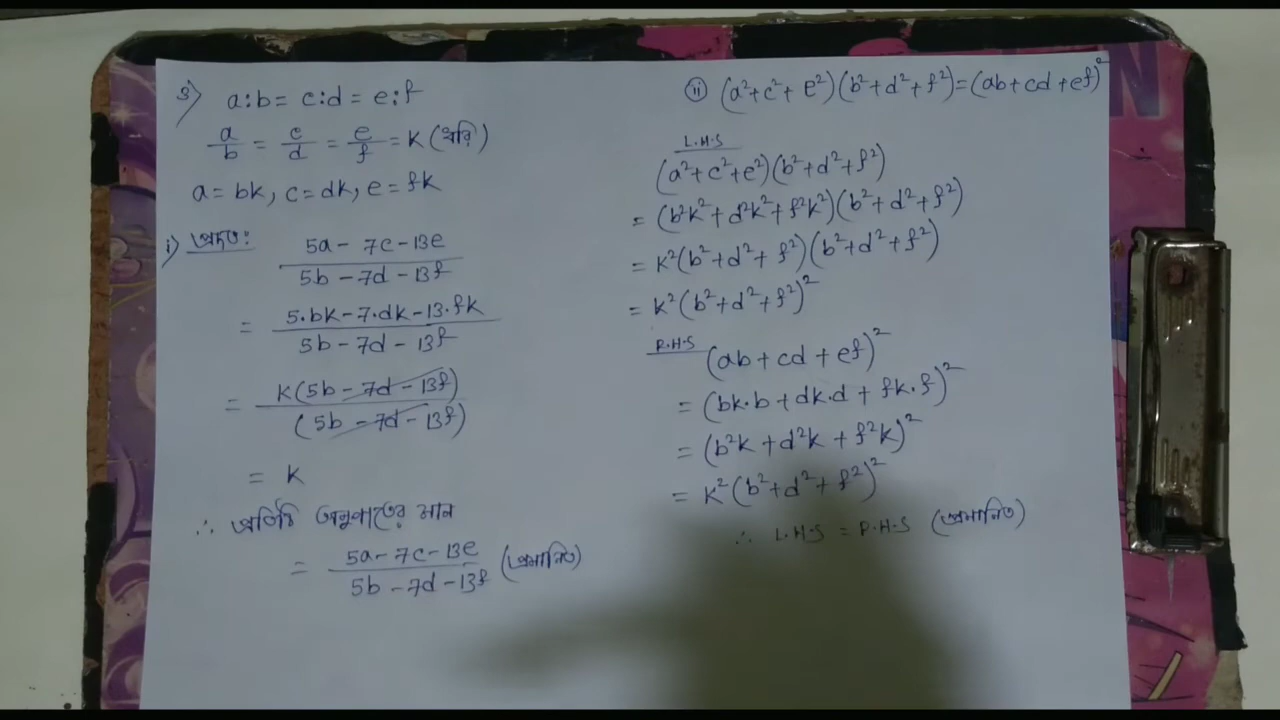 ৪) a:b = c:d = e:f
a/b = c/d = e/f = K (ধরি)
a = bk, c = dk, e = fk
i) প্রদত্ত:
(5a - 7c - 13e)/(5b - 7d - 13f)
= (5·bk - 7·dk - 13·fk)/(5b - 7d - 13f)
= K(5b - 7d - 13f)/(5b - 7d - 13f)
= K
∴ প্রতিটি অনুপাতের মান
= (5a - 7c - 13e)/(5b - 7d - 13f) (প্রমানিত)
ii (a²+c²+e²)(b²+d²+f²)=(ab+cd+ef)²
L.H.S
(a²+c²+e²)(b²+d²+f²)
= (b²k²+d²k²+f²k²)(b²+d²+f²)
= K²(b²+d²+f²)(b²+d²+f²)
= K²(b²+d²+f²)²
R.H.S (ab+cd+ef)²
= (bk·b+dk·d+fk·f)²
= (b²k+d²k+f²k)²
= K²(b²+d²+f²)²
∴ L.H.S = R.H.S (প্রমানিত)